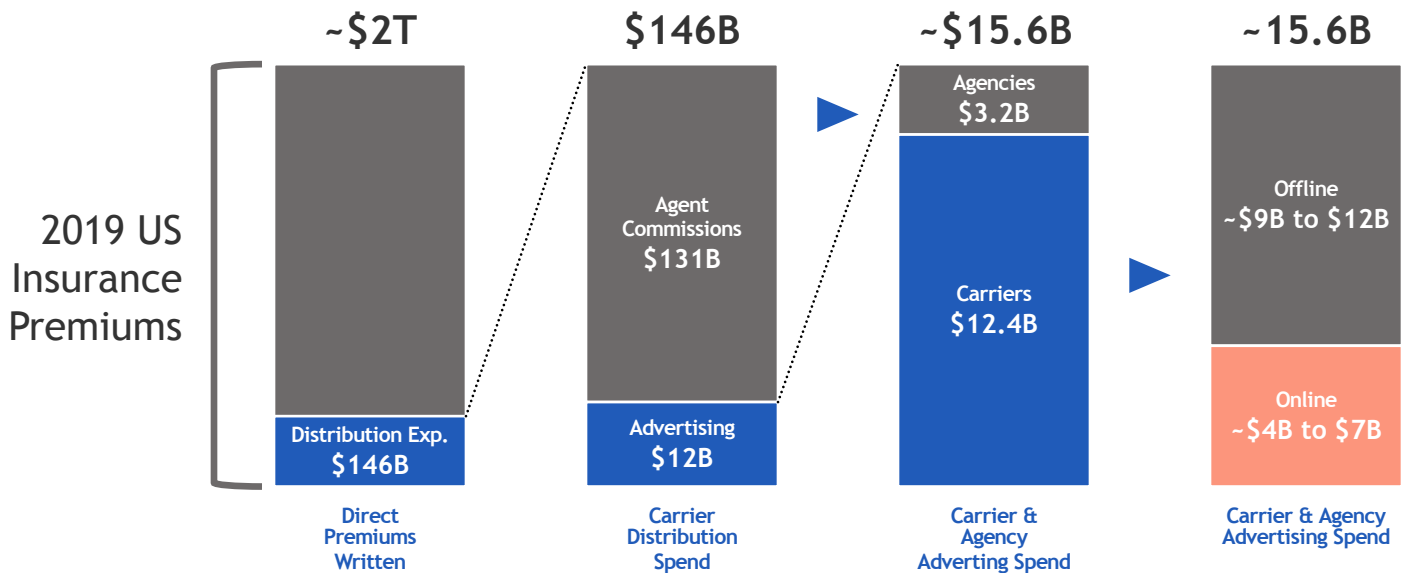 2019 US
Insurance
Premiums
~$2T
Distribution Exp.
$146B
Direct
Premiums
Written
$146B
Agent
Commissions
$131B
Advertising
$12B
Carrier
Distribution
Spend
~$15.6B
Agencies
$3.2B
Carriers
$12.4B
Carrier &
Agency
Adverting Spend
~15.6B
Offline
~$9B to $12B
Online
~$4B to $7B
Carrier & Agency
Advertising Spend